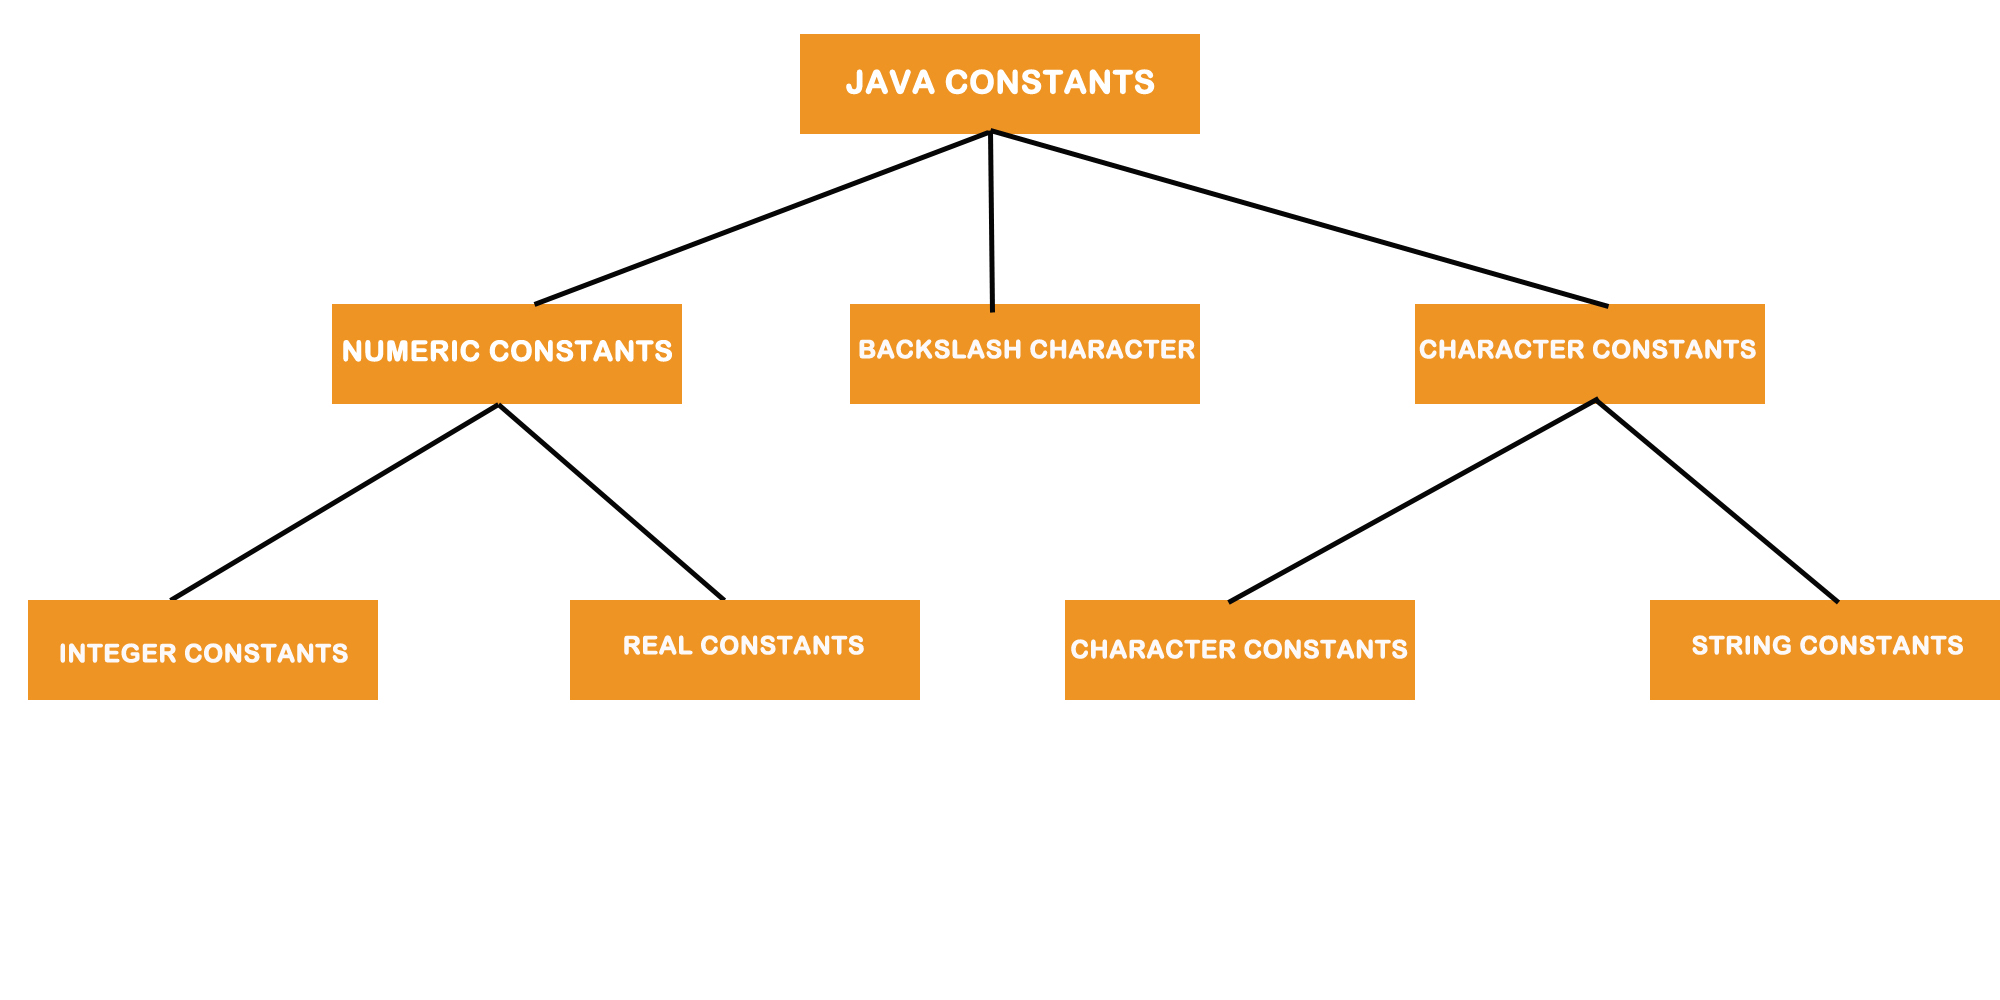 JAVA CONSTANTS
NUMERIC CONSTANTS
BACKSLASH CHARACTER
CHARACTER CONSTANTS
INTEGER CONSTANTS
REAL CONSTANTS
CHARACTER CONSTANTS
STRING CONSTANTS